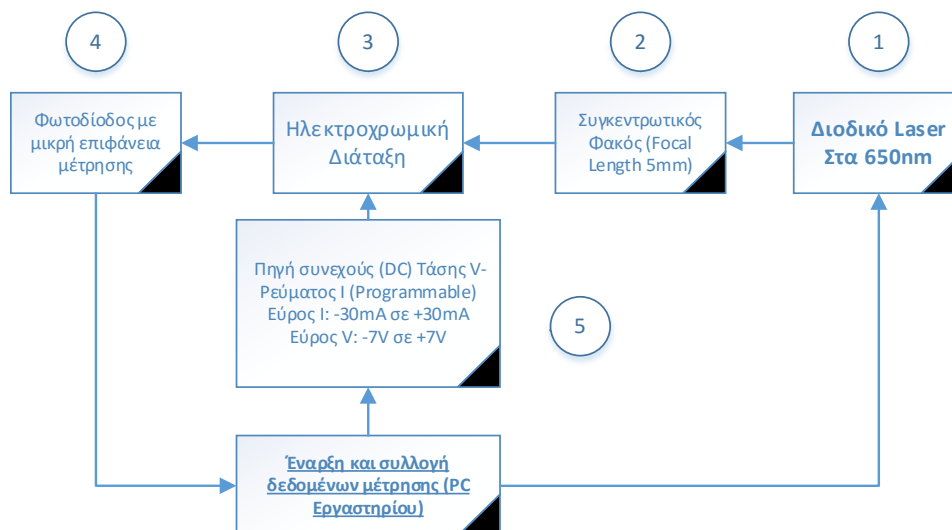 4
3
2
1
Φωτοδίοδος με
μικρή επιφάνεια
μέτρησης
Ηλεκτροχρωμική
Διάταξη
Συγκεντρωτικός
Φακός (Focal
Length 5mm)
Διοδικό Laser
Στα 650nm
Πηγή συνεχούς (DC) Τάσης V-
Ρεύματος Ι (Programmable)
Εύρος Ι: -30mA σε +30mA
Εύρος V: -7V σε +7V
5
Έναρξη και συλλογή
δεδομένων μέτρησης (PC
Εργαστηρίου)